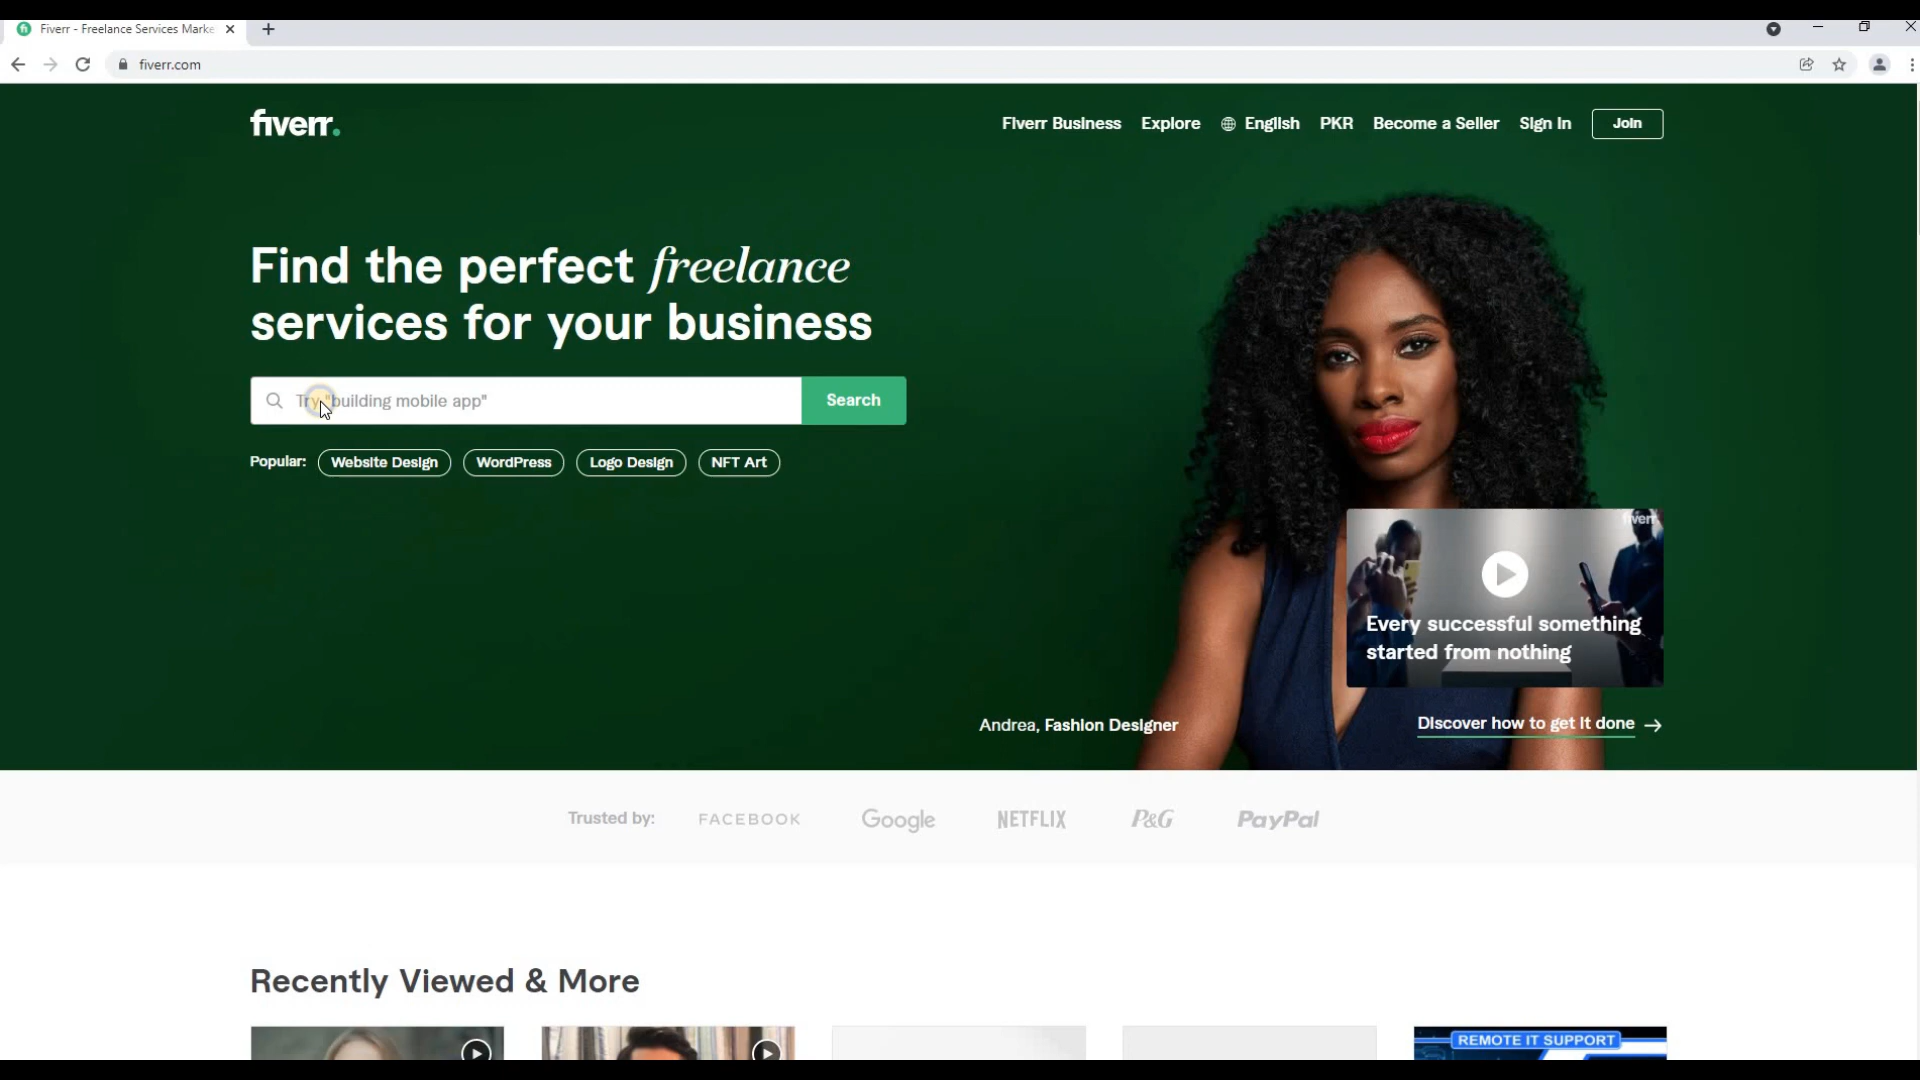 Fiverr - Freelance Services Marke
fiverr.com
fiverr.
Fiverr Business
Explore
English
PKR
Become a Seller
Sign In
Join
Find the perfect freelance
services for your business
Try "building mobile app"
Search
Popular:
Website Design
WordPress
Logo Design
NFT Art
fiverr.
Every successful something
started from nothing
Andrea, Fashion Designer
Discover how to get it done →
Trusted by:
FACEBOOK
Google
NETFLIX
P&G
PayPal
Recently Viewed & More
REMOTE IT SUPPORT